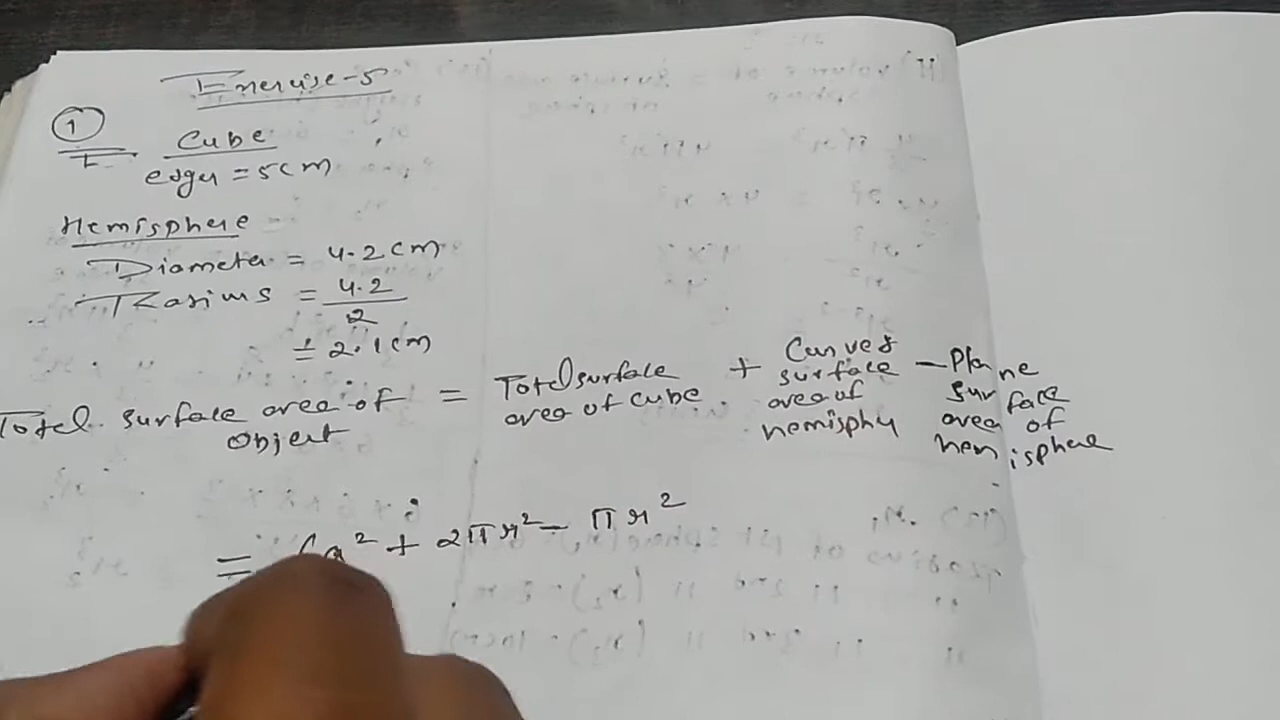 Exercise-5
1
Cube
edge = 5cm
Hemisphere
Diameter = 4.2cm
Radius = 4.2
2
= 2.1cm
Total surface area of object = Total surface area of cube + Curved surface area of hemisphe - Plane surface area of hemisphere
= 6a² + 2πr² - πr²